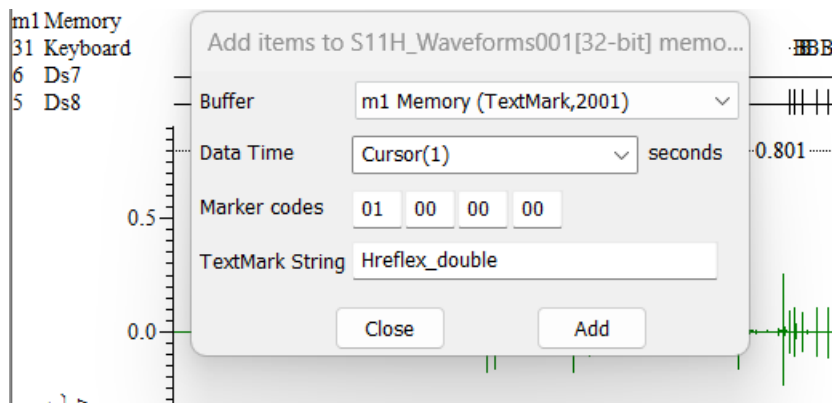 m1 Memory
31 Keyboard
6 Ds7
5 Ds8
Add items to S11H_Waveforms001[32-bit] memo...
Buffer
m1 Memory (TextMark,2001)
Data Time
Cursor(1)
seconds
Marker codes
01 00 00 00
TextMark String
Hreflex_double
Close
Add
0.801
0.5
0.0